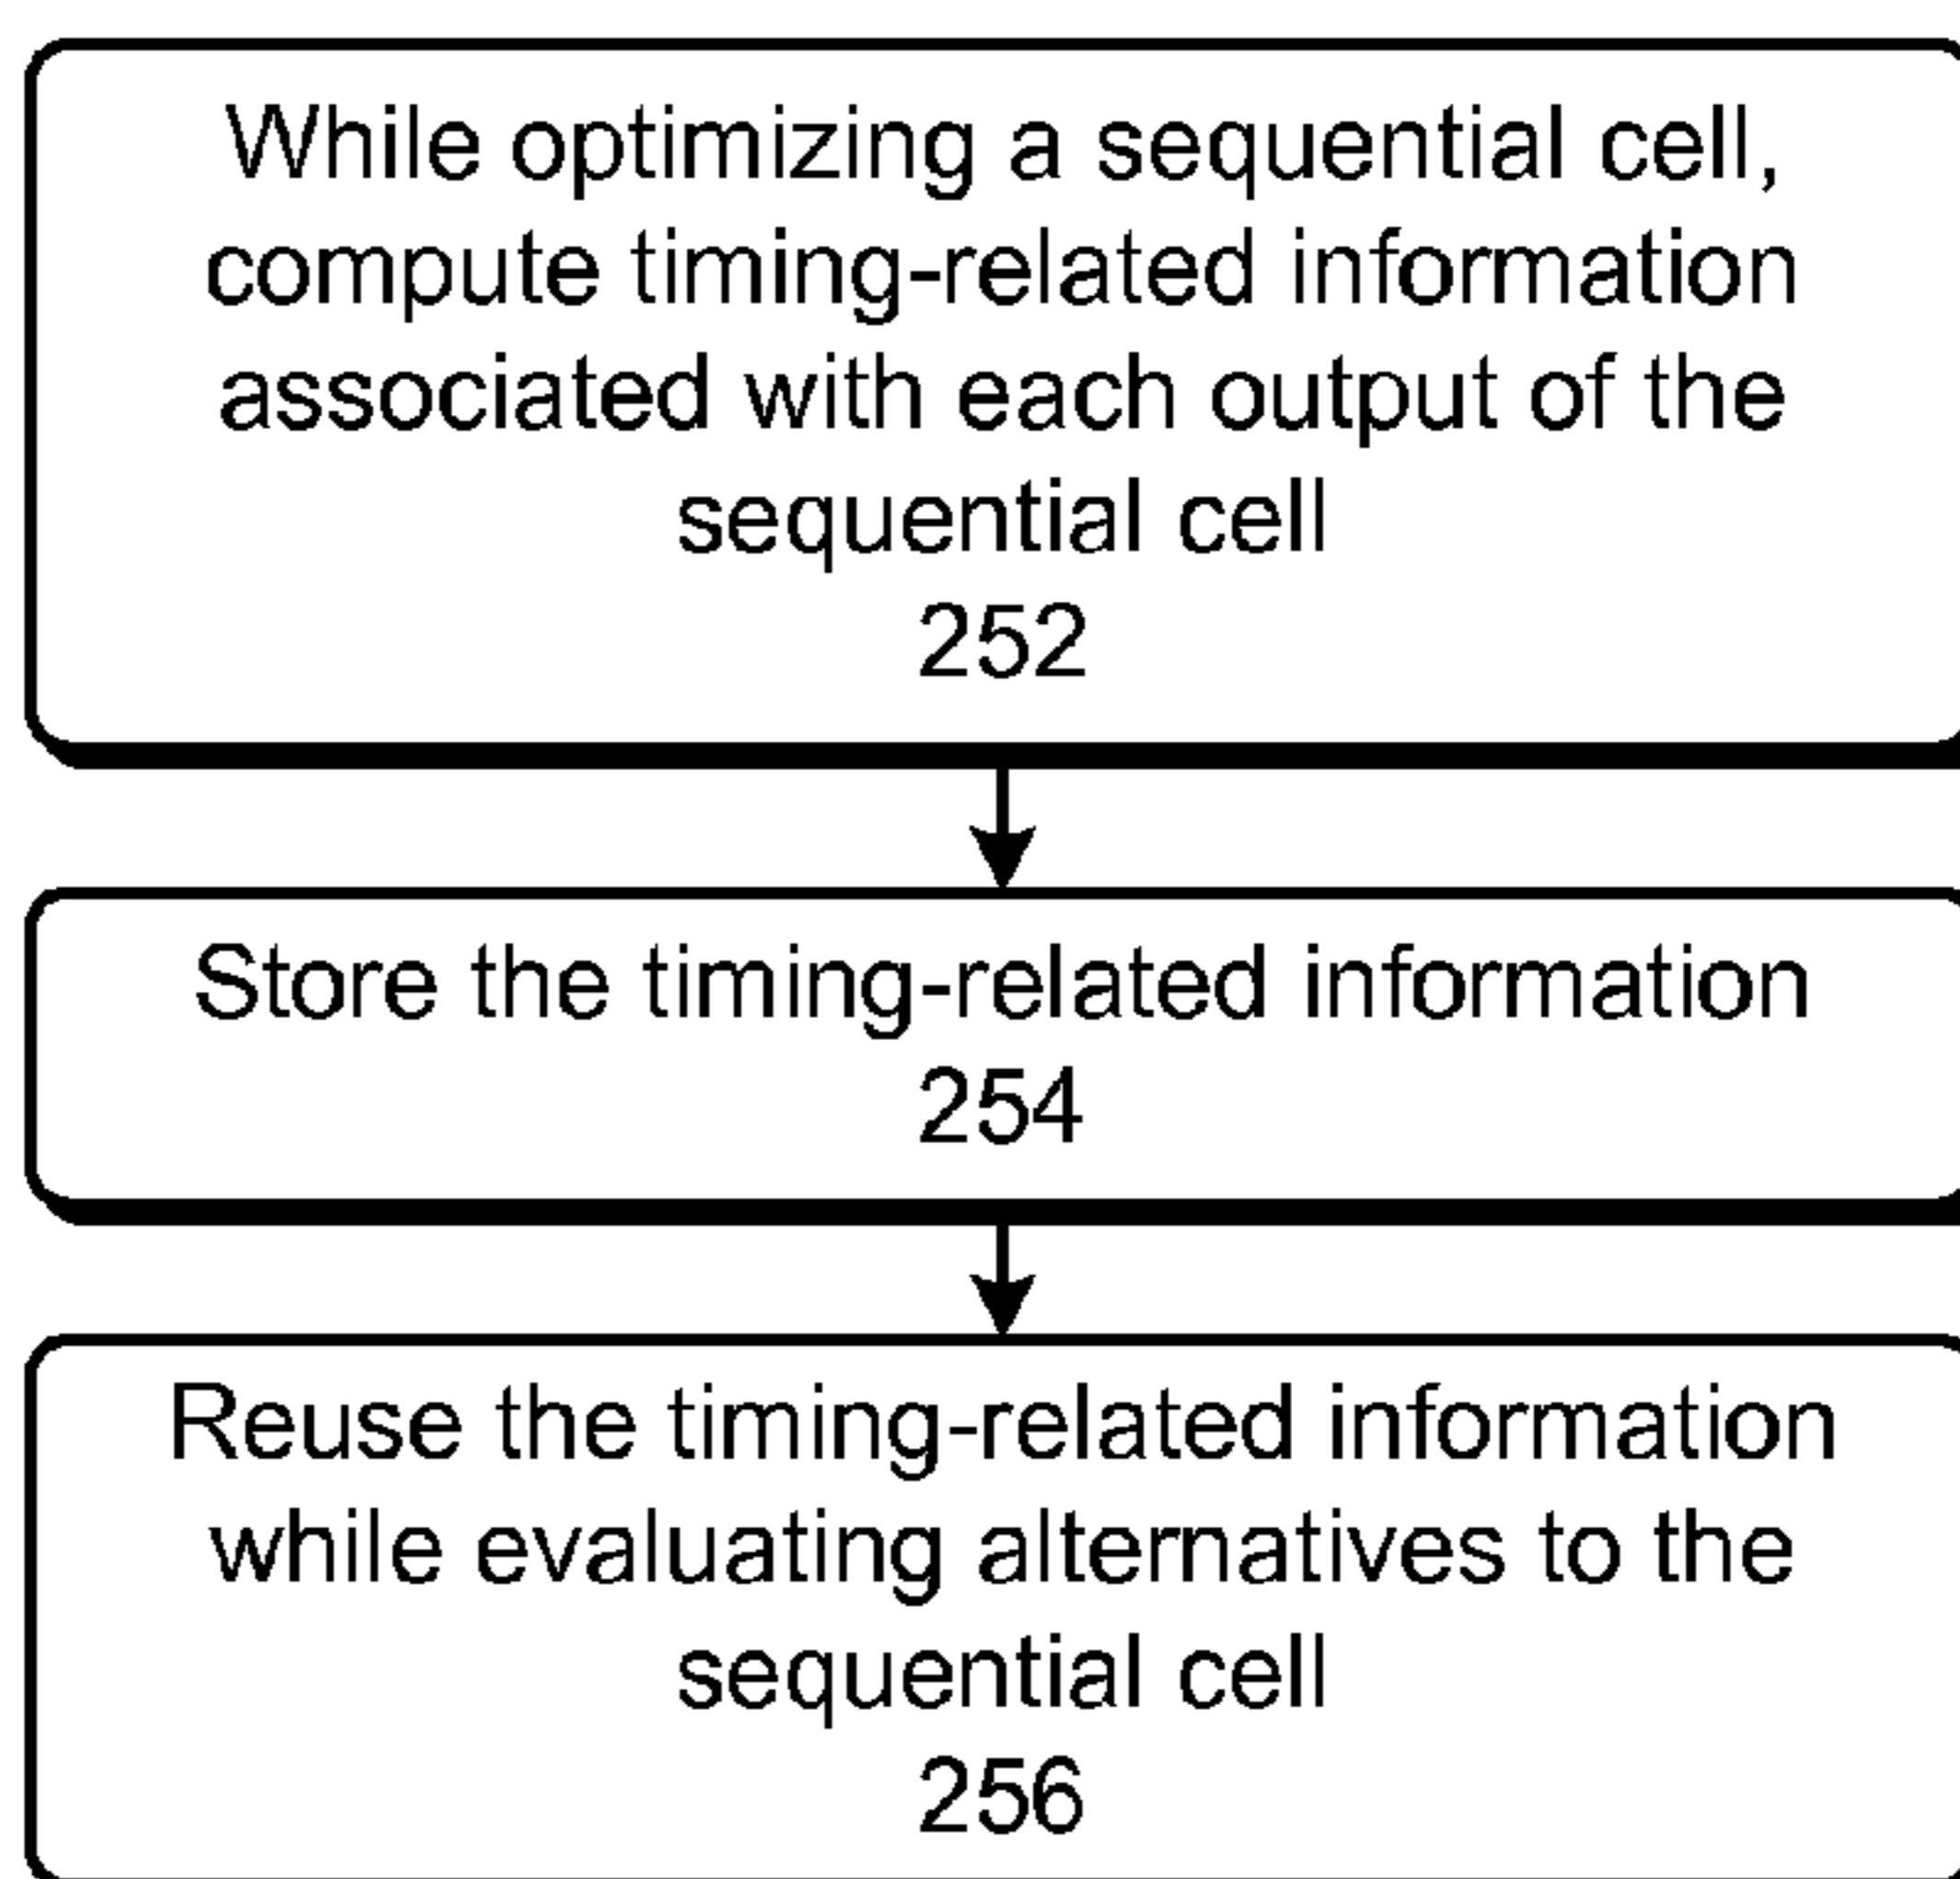 While optimizing a sequential cell,
compute timing-related information
associated with each output of the
sequential cell
252
Store the timing-related information
254
Reuse the timing-related information
while evaluating alternatives to the
sequential cell
256